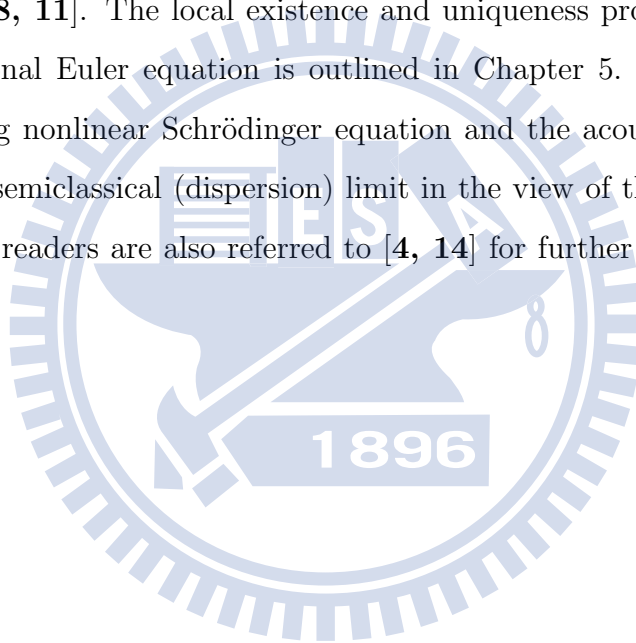 8, 11]. The local existence and uniqueness pro
nal Euler equation is outlined in Chapter 5.
g nonlinear Schrödinger equation and the acou
semiclassical (dispersion) limit in the view of th
readers are also referred to [4, 14] for further
ESA
1896